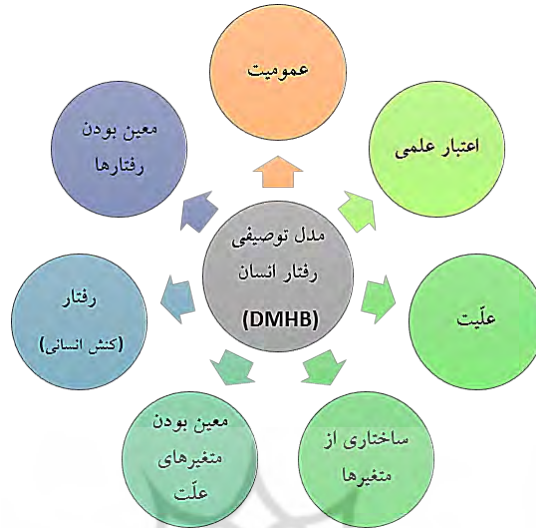 عمومیت
اعتبار علمی
علّیت
ساختاری از
متغیرها
معین بودن
متغیرهای
علّت
رفتار
(کنش انسانی)
معین بودن
رفتارها
مدل توصیفی
رفتار انسان
(DMHB)